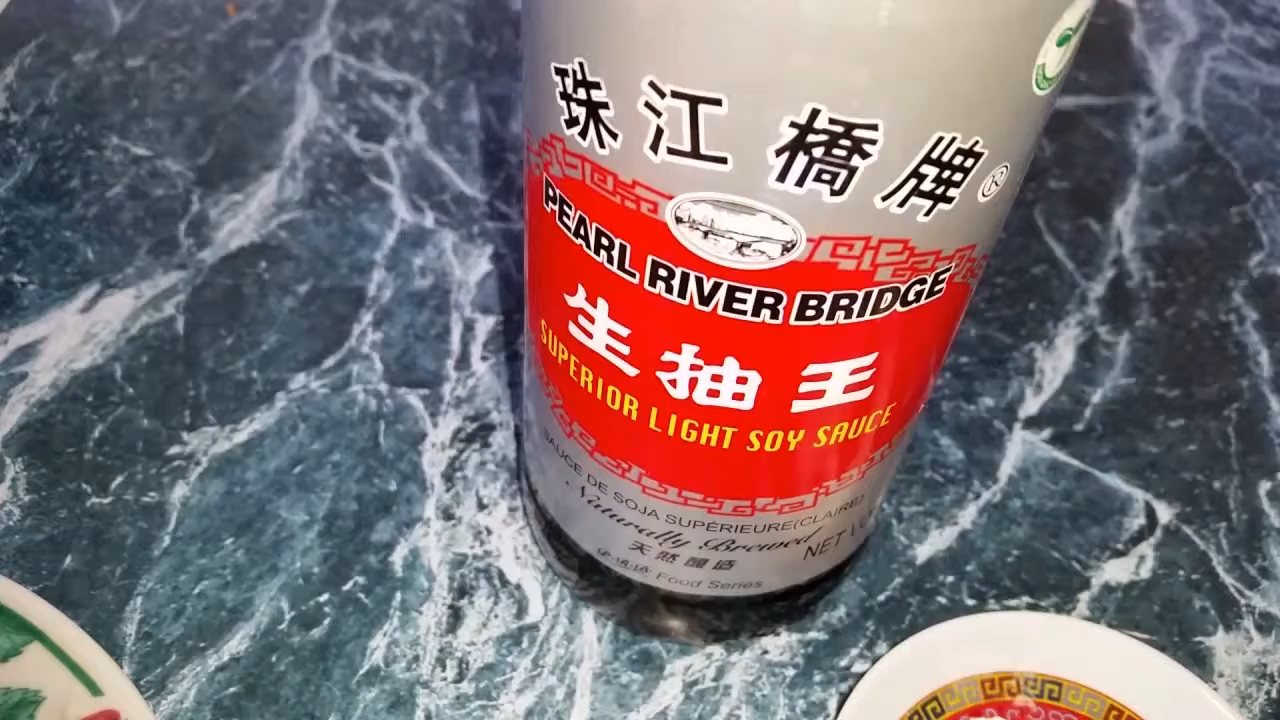 珠江橋牌®
PEARL RIVER BRIDGE
生抽王
SUPERIOR LIGHT SOY SAUCE
SAUCE DE SOJA SUPÉRIEURE(CLAIRE)
Naturally Brewed
NET
天然釀造
Food Series